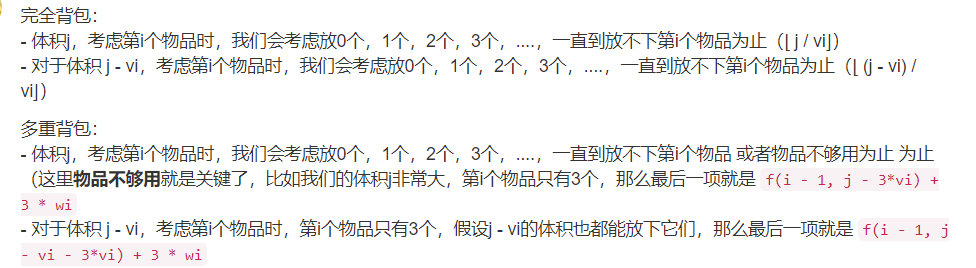 完全背包：
- 体积j，考虑第i个物品时，我们会考虑放0个，1个，2个，3个，....，一直到放不下第i个物品为止（⌊ j / vi⌋）
- 对于体积 j - vi，考虑第i个物品时，我们会考虑放0个，1个，2个，3个，....，一直到放不下第i个物品为止（⌊ (j - vi) /
vi⌋）
多重背包：
- 体积j，考虑第i个物品时，我们会考虑放0个，1个，2个，3个，....，一直到放不下第i个物品 或者物品不够用为止 为止
（这里物品不够用就是关键了，比如我们的体积j非常大，第i个物品只有3个，那么最后一项就是 f(i - 1, j - 3*vi) +
3 * wi
- 对于体积 j - vi，考虑第i个物品时，第i个物品只有3个，假设j - vi的体积也都能放下它们，那么最后一项就是 f(i - 1, j
- vi - 3*vi) + 3 * wi